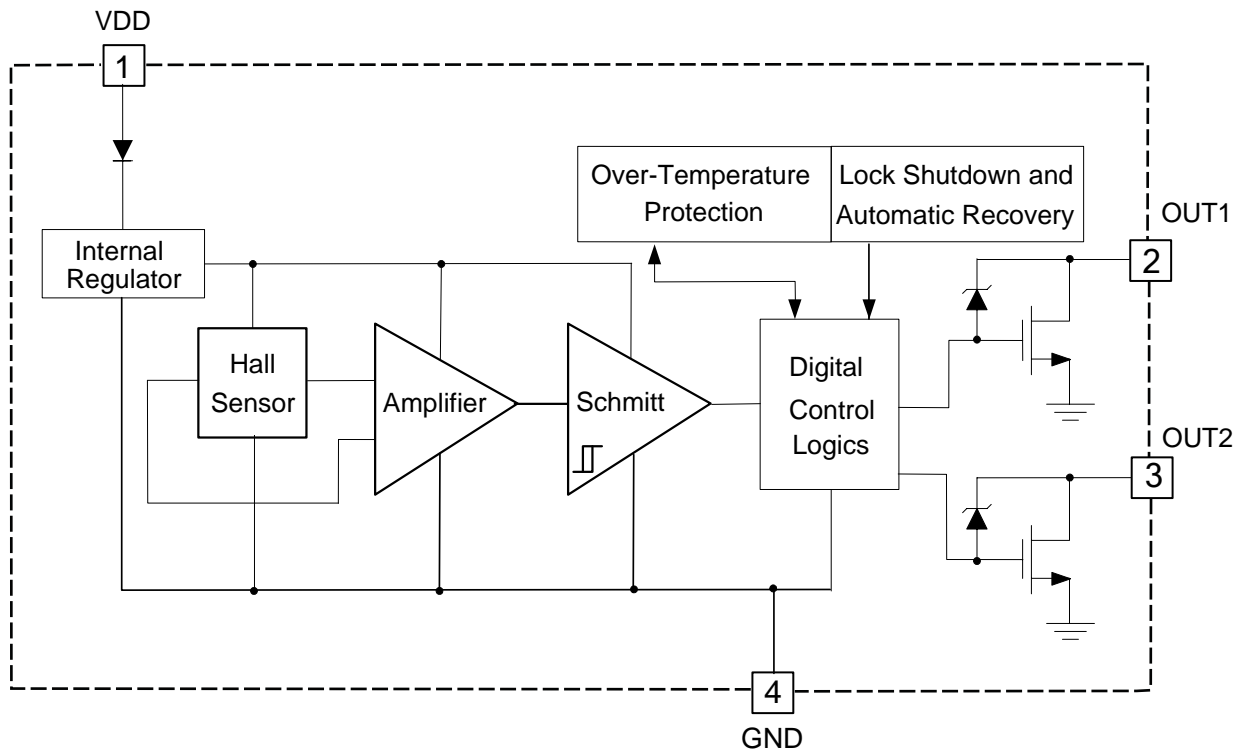 VDD
1
Over-Temperature
Protection
Lock Shutdown and
Automatic Recovery
OUT1
2
Internal
Regulator
Hall
Sensor
Amplifier
Schmitt
Digital
Control
Logics
OUT2
3
4
GND